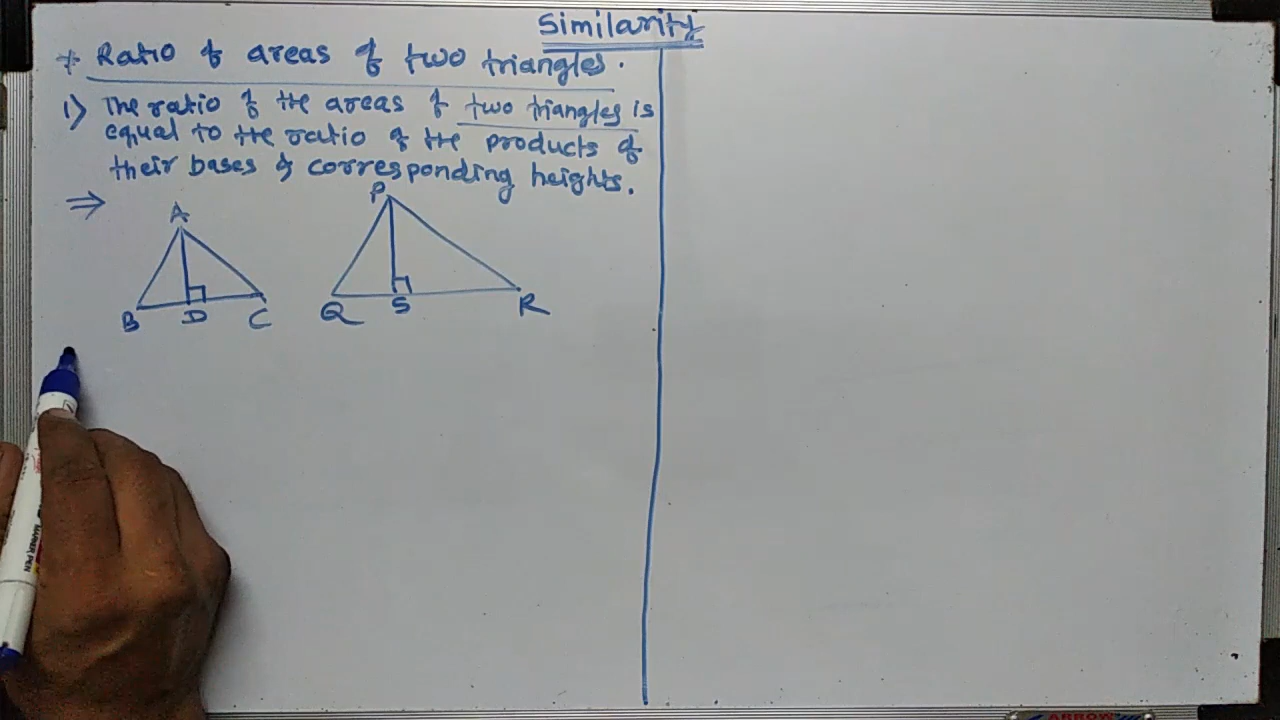 Similarity
* Ratio of areas of two triangles.
1) The ratio of the areas of two triangles is
equal to the ratio of the products of
their bases & corresponding heights.
⇒
A
P
B D C
Q S R
ARROW